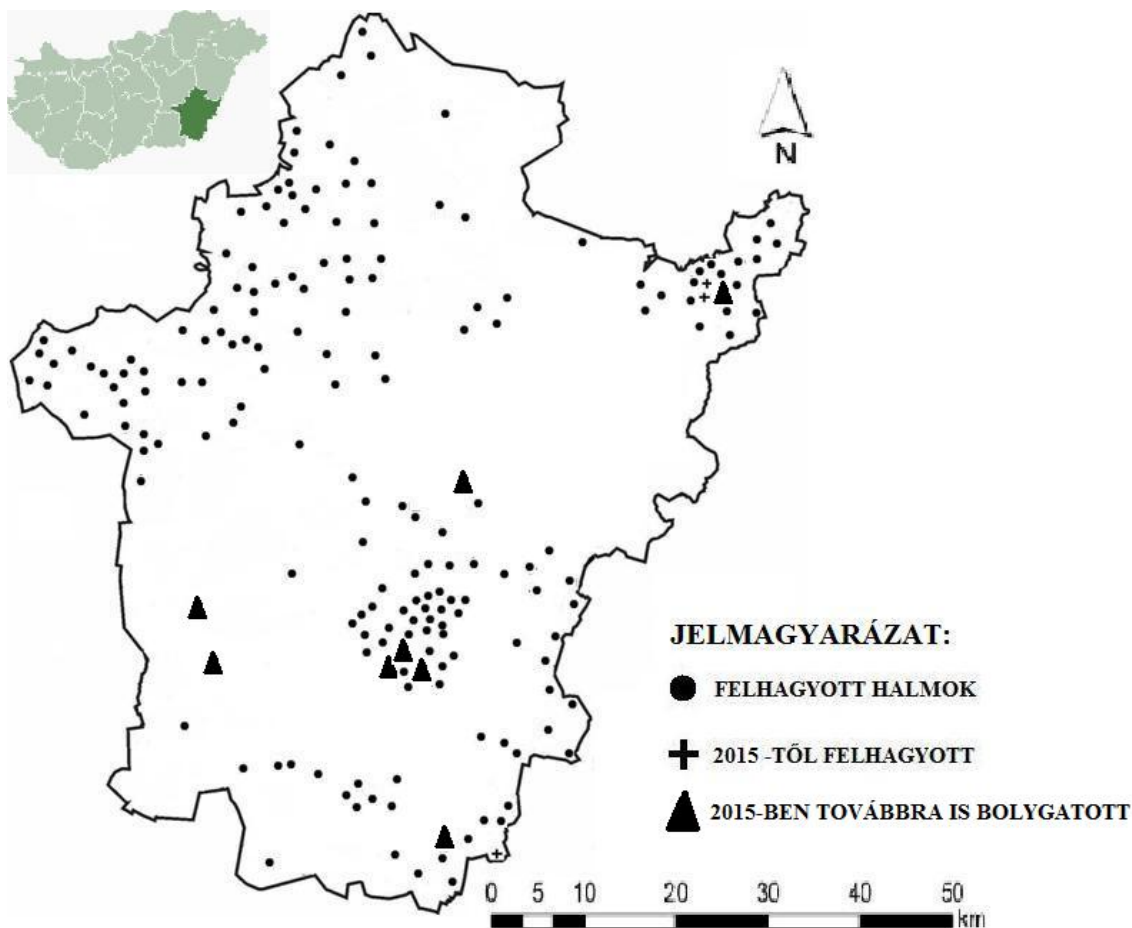 N
JELMAGYARÁZAT:
FELHAGYOTT HALMOK
2015 -TŐL FELHAGYOTT
2015-BEN TOVÁBBRA IS BOLYGATOTT
0 5 10 20 30 40 50
km